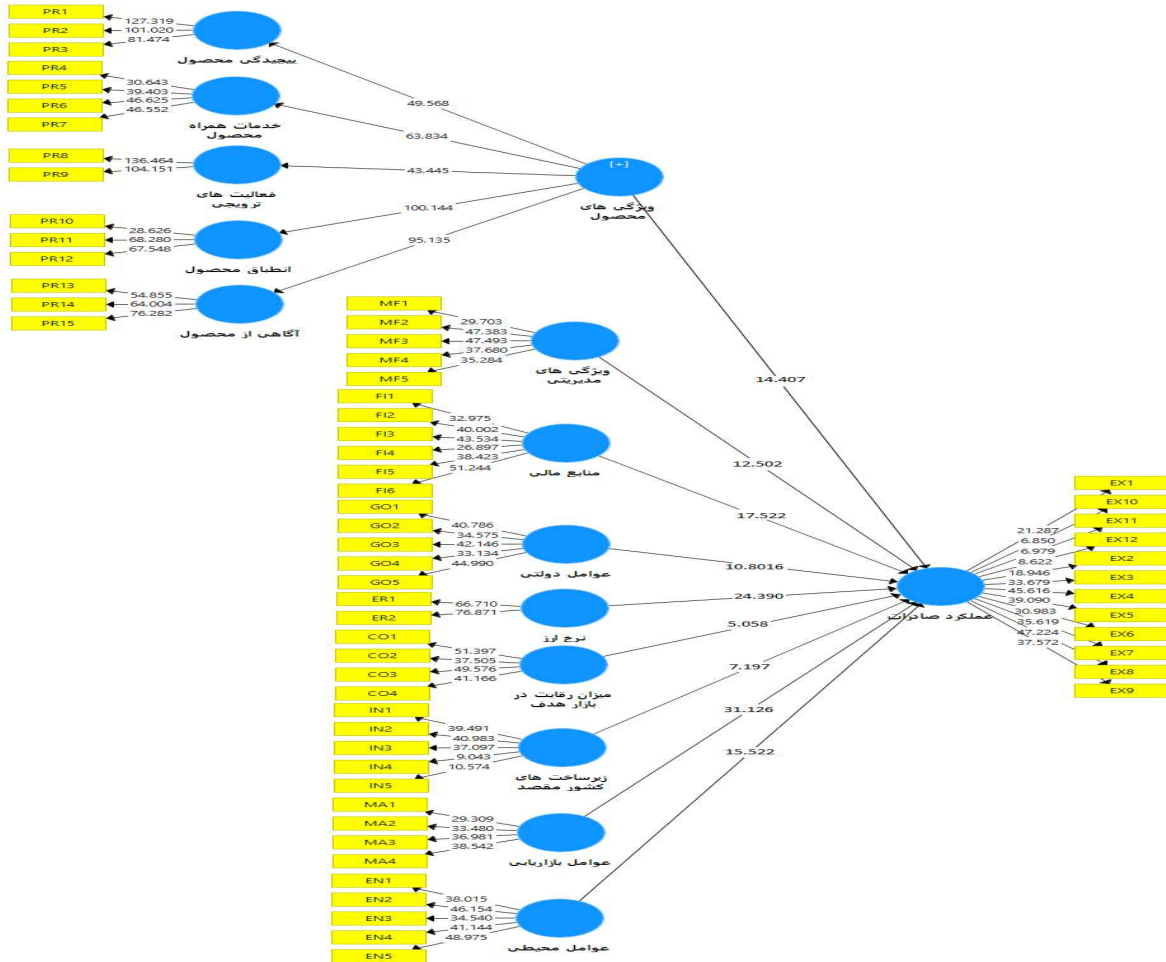 PR1
PR2
PR3
127.319
101.020
81.474
پیچیدگی محصول
PR4
PR5
PR6
PR7
30.643
39.403
46.625
46.552
خدمات همراه
محصول
PR8
PR9
136.464
104.151
فعالیت های
ترویجی
PR10
PR11
PR12
28.626
68.280
67.548
انطباق محصول
PR13
PR14
PR15
54.855
64.004
76.282
آگاهی از محصول
49.568
63.834
43.445
100.144
95.135
[+]
ویژگی های
محصول
14.407
MF1
MF2
MF3
MF4
MF5
29.703
47.383
47.493
37.680
35.284
ویژگی های
مدیریتی
12.502
FI1
FI2
FI3
FI4
FI5
FI6
32.975
40.002
43.534
26.897
38.423
51.244
منابع مالی
17.522
GO1
GO2
GO3
GO4
GO5
40.786
34.575
42.146
33.134
44.990
عوامل دولتی
10.8016
ER1
ER2
66.710
76.871
نرخ ارز
24.390
CO1
CO2
CO3
CO4
51.397
37.505
49.576
41.166
میزان رقابت در
بازار هدف
5.058
IN1
IN2
IN3
IN4
IN5
39.491
40.983
37.097
9.043
10.574
زیرساخت های
کشور مقصد
7.197
MA1
MA2
MA3
MA4
29.309
33.480
36.981
38.542
عوامل بازاریابی
31.126
EN1
EN2
EN3
EN4
EN5
38.015
46.154
34.540
41.144
48.975
عوامل محیطی
15.522
عملکرد صادرات
21.287
6.850
6.979
8.622
18.946
33.679
45.616
39.090
30.983
35.619
47.224
37.572
EX1
EX10
EX11
EX12
EX2
EX3
EX4
EX5
EX6
EX7
EX8
EX9